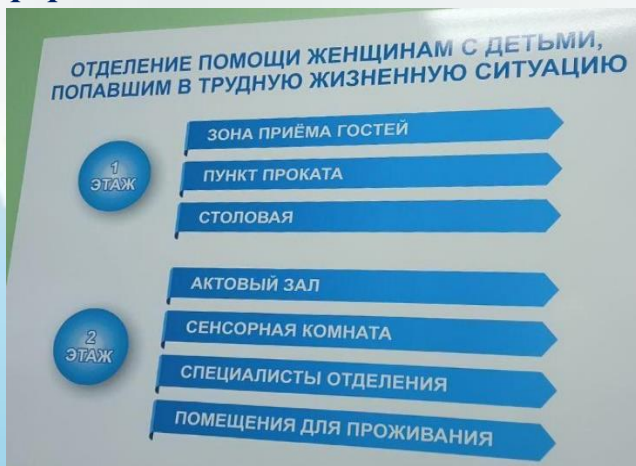 ОТДЕЛЕНИЕ ПОМОЩИ ЖЕНЩИНАМ С ДЕТЬМИ,
ПОПАВШИМ В ТРУДНУЮ ЖИЗНЕННУЮ СИТУАЦИЮ
1
ЭТАЖ
ЗОНА ПРИЁМА ГОСТЕЙ
ПУНКТ ПРОКАТА
СТОЛОВАЯ
2
ЭТАЖ
АКТОВЫЙ ЗАЛ
СЕНСОРНАЯ КОМНАТА
СПЕЦИАЛИСТЫ ОТДЕЛЕНИЯ
ПОМЕЩЕНИЯ ДЛЯ ПРОЖИВАНИЯ